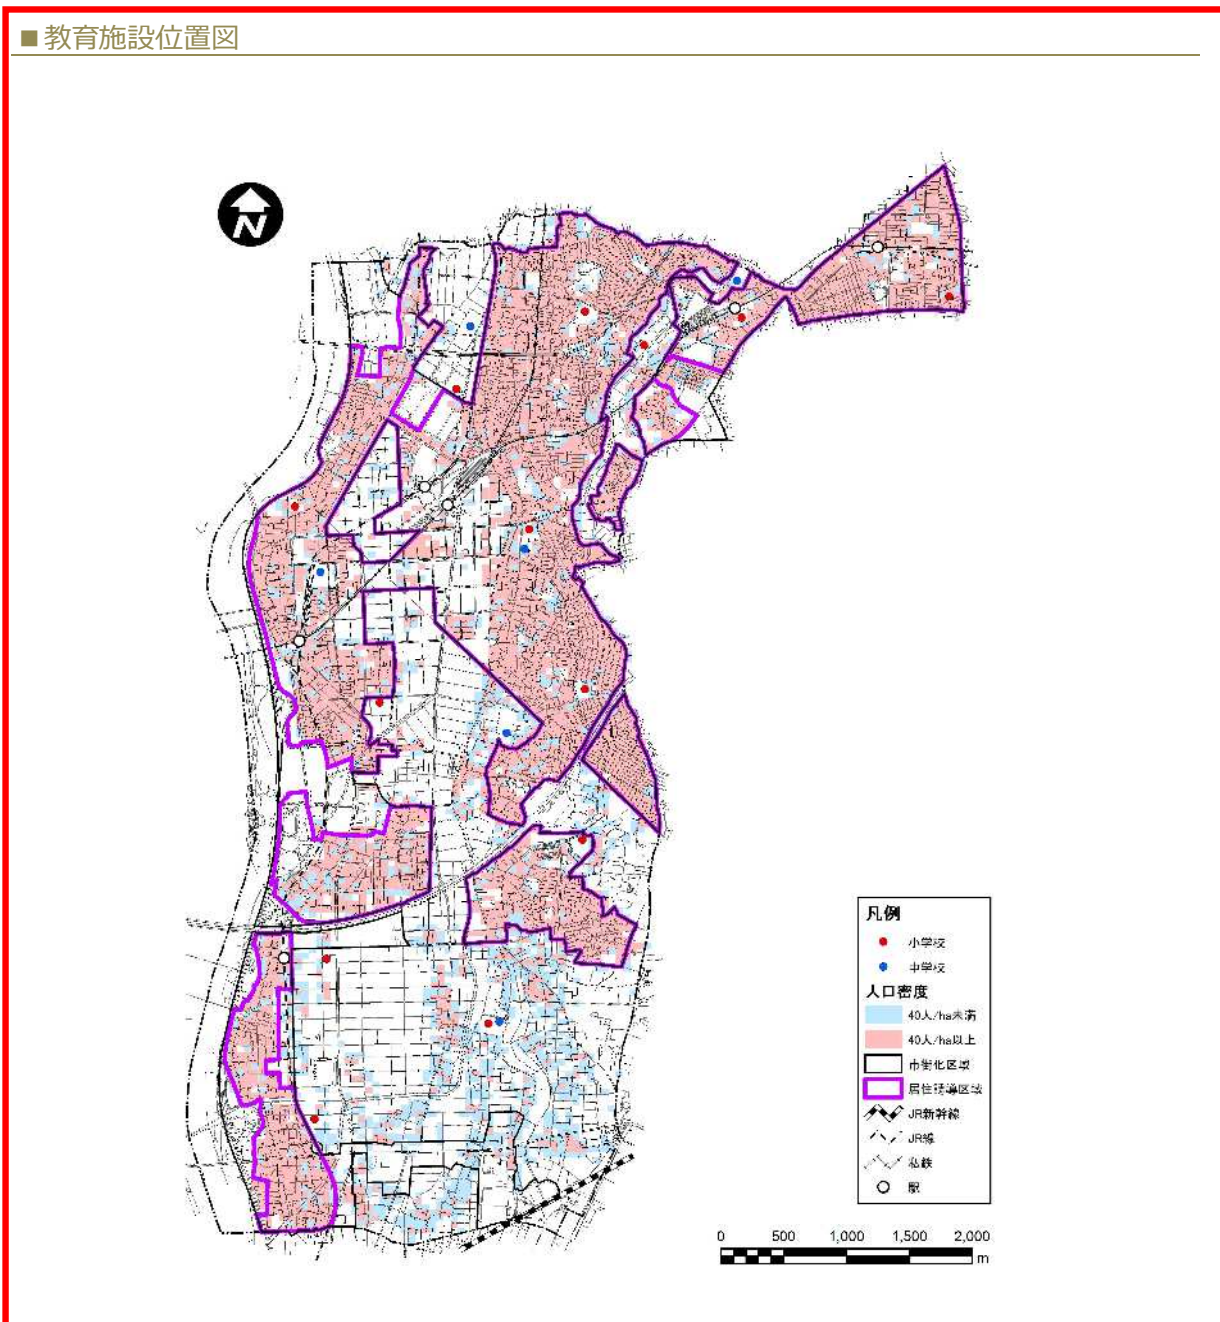 ■教育施設位置図
N
凡例
小学校
中学校
人口密度
40人/ha未満
40人/ha以上
市街化区域
居住誘導区域
JR新幹線
JR線
私鉄
駅
0 500 1,000 1,500 2,000
m